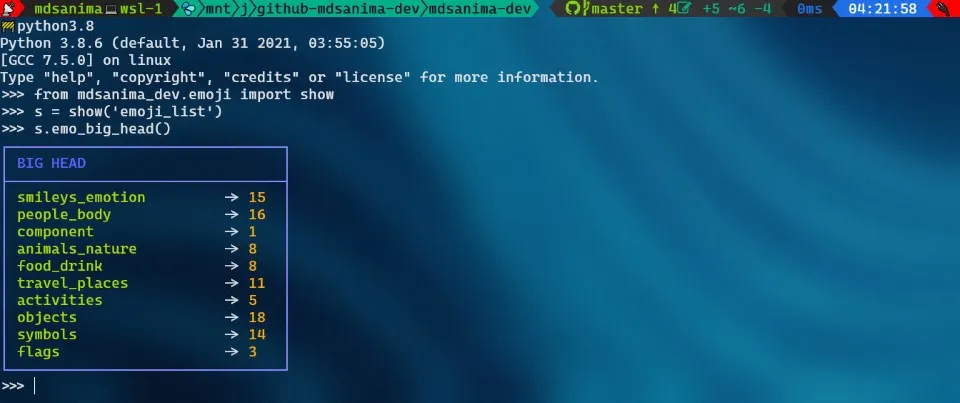 mdsanima wsl-1 mnt j github-mdsanima-dev mdsanima-dev master ↑ 4 +5 ~6 -4 0ms 04:21:58
python3.8
Python 3.8.6 (default, Jan 31 2021, 03:55:05)
[GCC 7.5.0] on linux
Type "help", "copyright", "credits" or "license" for more information.
>>> from mdsanima_dev.emoji import show
>>> s = show('emoji_list')
>>> s.emo_big_head()
BIG HEAD
smileys_emotion → 15
people_body → 16
component → 1
animals_nature → 8
food_drink → 8
travel_places → 11
activities → 5
objects → 18
symbols → 14
flags → 3
>>>